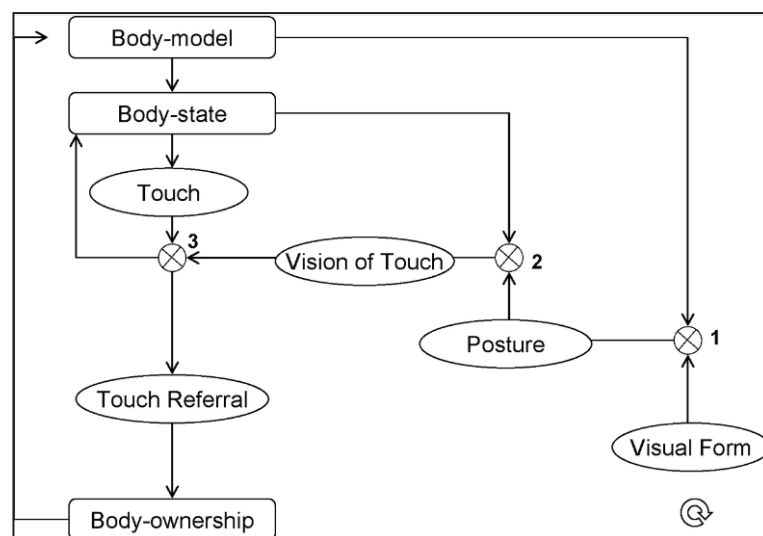 Body-model
Body-state
Touch
3
Vision of Touch
2
Posture
1
Touch Referral
Visual Form
Body-ownership